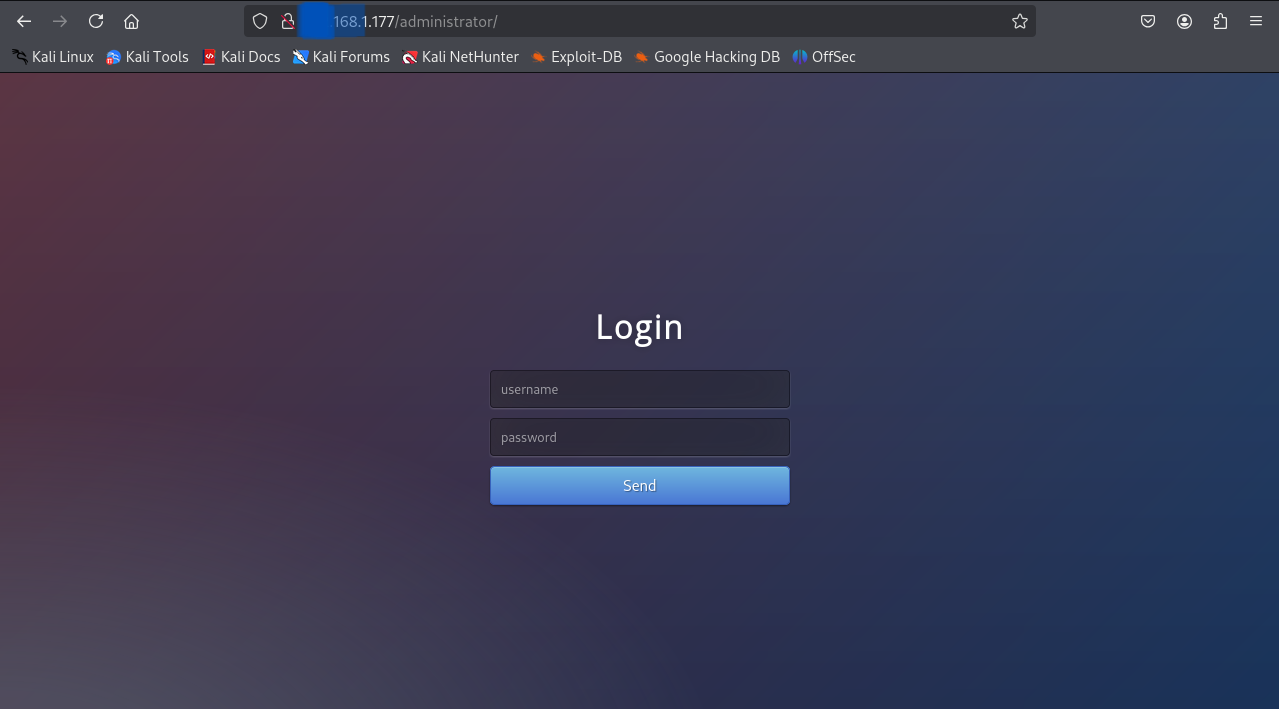 168.1.177/administrator/
Kali Linux Kali Tools Kali Docs Kali Forums Kali NetHunter Exploit-DB Google Hacking DB OffSec
Login
username
password
Send